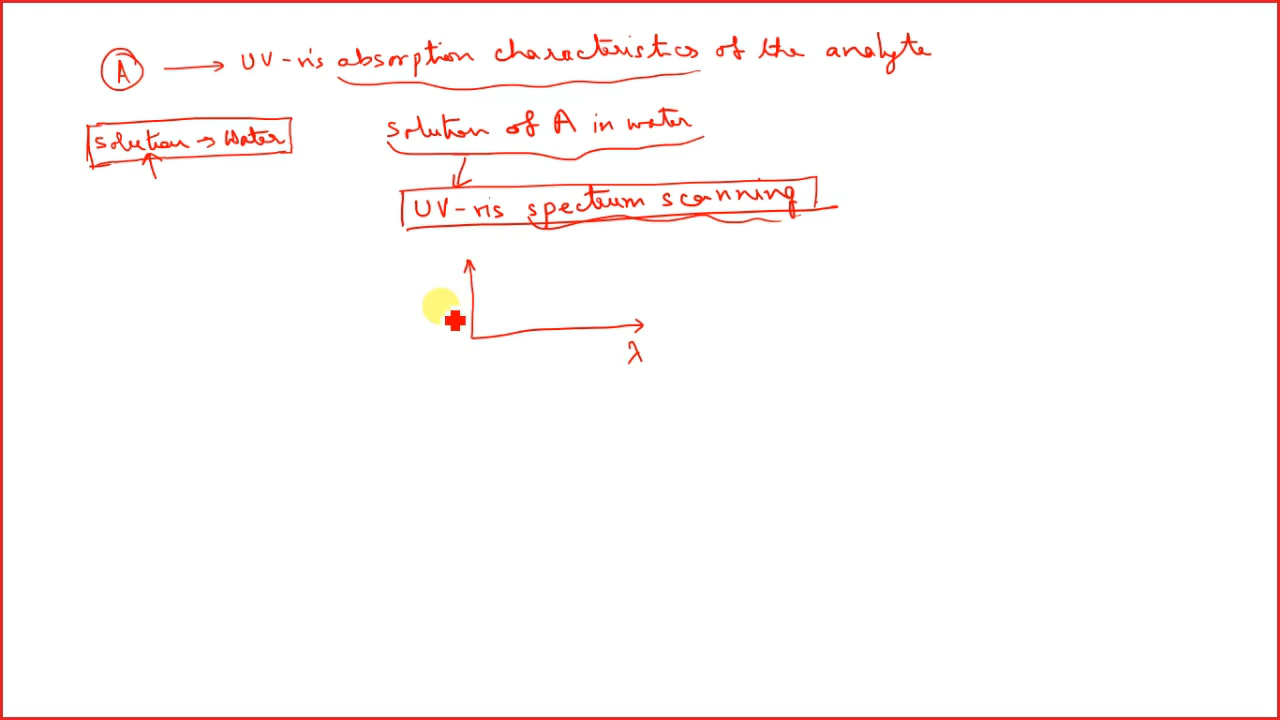 A → UV-vis absorption characteristics of the analyte
solution → water
solution of A in water
UV-vis spectrum scanning
λ